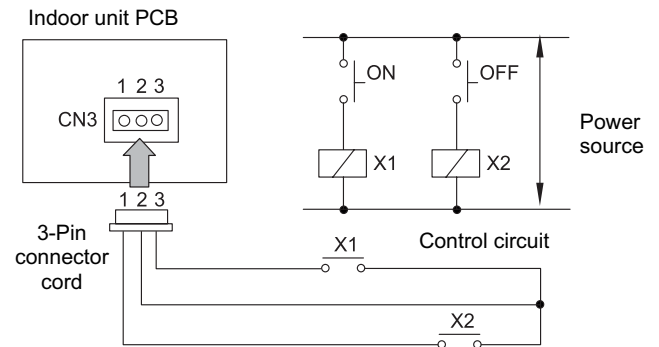 Indoor unit PCB
1 2 3
CN3
1 2 3
3-Pin
connector
cord
ON
OFF
X1
X2
Power
source
Control circuit
X1
X2